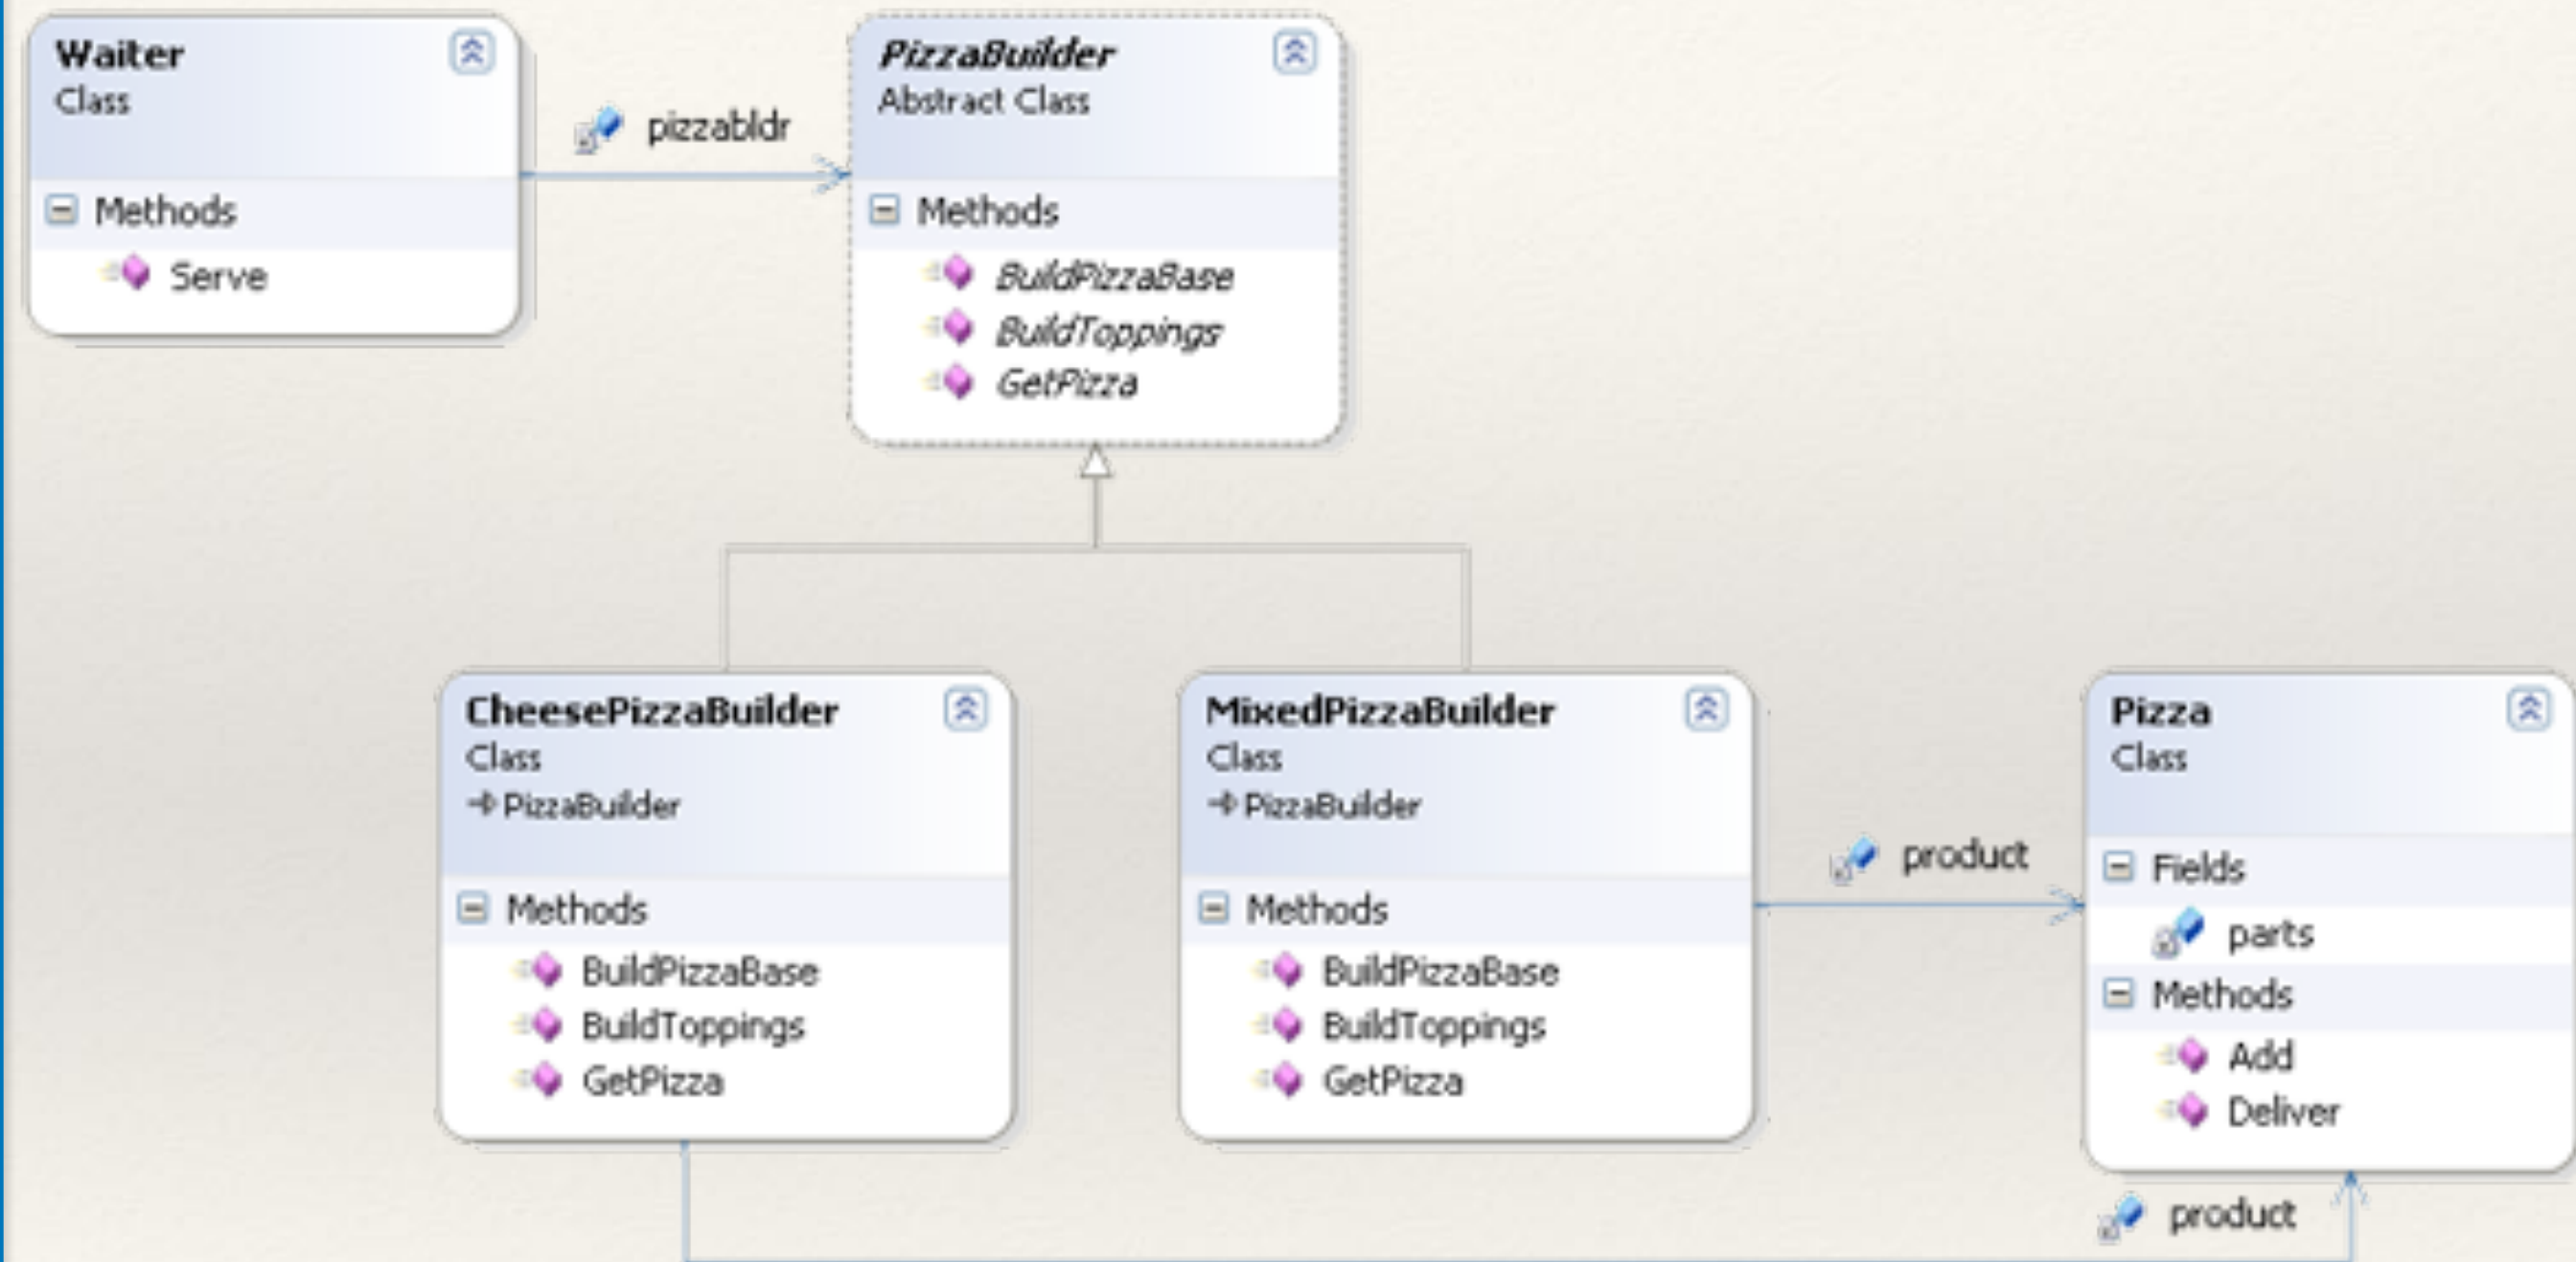 Waiter
Class
Methods
Serve
pizzabldr
PizzaBuilder
Abstract Class
Methods
BuildPizzaBase
BuildToppings
GetPizza
CheesePizzaBuilder
Class
PizzaBuilder
Methods
BuildPizzaBase
BuildToppings
GetPizza
MixedPizzaBuilder
Class
PizzaBuilder
Methods
BuildPizzaBase
BuildToppings
GetPizza
product
Pizza
Class
Fields
parts
Methods
Add
Deliver
product